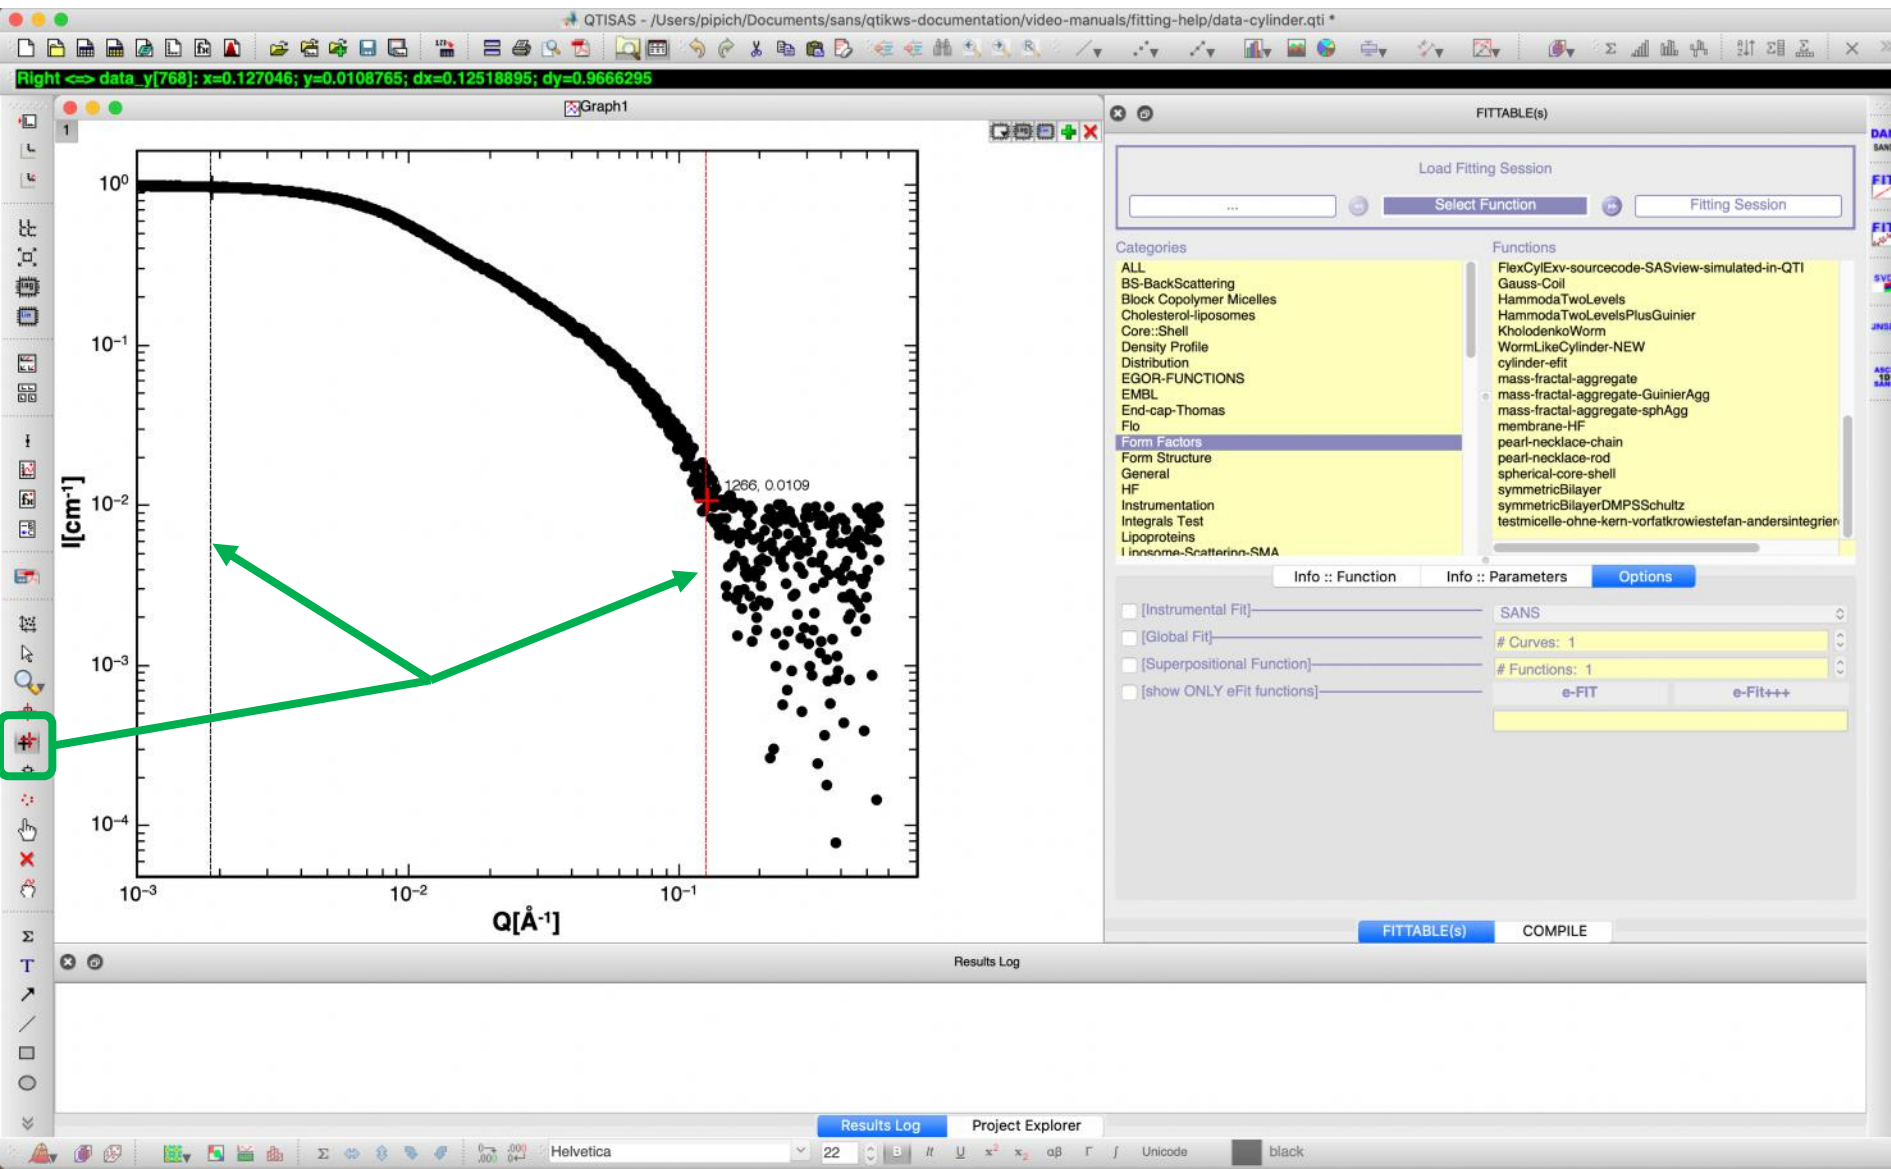 QTISAS - /Users/pipich/Documents/sans/qtikws-documentation/video-manuals/fitting-help/data-cylinder.qti *
Right <=> data_y[768]: x=0.127046; y=0.0108765; dx=0.12518895; dy=0.9666295
Graph1
1
10⁰
10⁻¹
10⁻²
10⁻³
10⁻⁴
I[cm⁻¹]
1266, 0.0109
10⁻³
10⁻²
10⁻¹
Q[Å⁻¹]
FITTABLE(s)
Load Fitting Session
...
Select Function
Fitting Session
Categories
ALL
BS-BackScattering
Block Copolymer Micelles
Cholesterol-liposomes
Core::Shell
Density Profile
Distribution
EGOR-FUNCTIONS
EMBL
End-cap-Thomas
Flo
Form Factors
Form Structure
General
HF
Instrumentation
Integrals Test
Lipoproteins
Liposome-Scattering-SMA
Functions
FlexCylExv-sourcecode-SASview-simulated-in-QTI
Gauss-Coil
HammodaTwoLevels
HammodaTwoLevelsPlusGuinier
KholodenkoWorm
WormLikeCylinder-NEW
cylinder-efit
mass-fractal-aggregate
mass-fractal-aggregate-GuinierAgg
mass-fractal-aggregate-sphAgg
membrane-HF
pearl-necklace-chain
pearl-necklace-rod
spherical-core-shell
symmetricBilayer
symmetricBilayerDMPSSchultz
testmicelle-ohne-kern-vorfatkrowiestefan-andersintegrier
Info :: Function
Info :: Parameters
Options
[Instrumental Fit]
SANS
[Global Fit]
# Curves: 1
[Superpositional Function]
# Functions: 1
[show ONLY eFit functions]
e-FIT
e-Fit+++
FITTABLE(s)
COMPILE
Results Log
Results Log
Project Explorer
Helvetica
22
B
It
U
x²
x₂
αβ
Γ
∫
Unicode
black